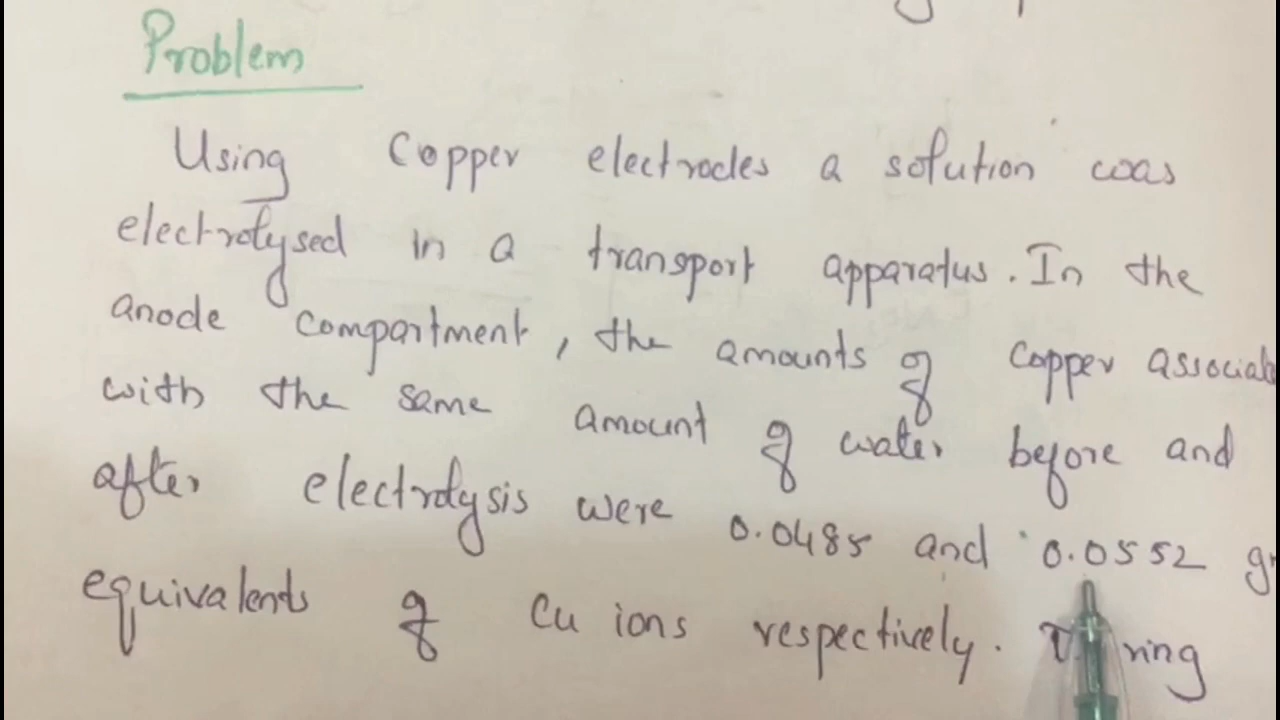 Problem
Using Copper electrodes a solution was
electrolysed in a transport apparatus. In the
anode compartment, the amounts of copper
with the same amount of water before and
after electrolysis were 0.0485 and 0.0552
equivalents of Cu ions respectively.